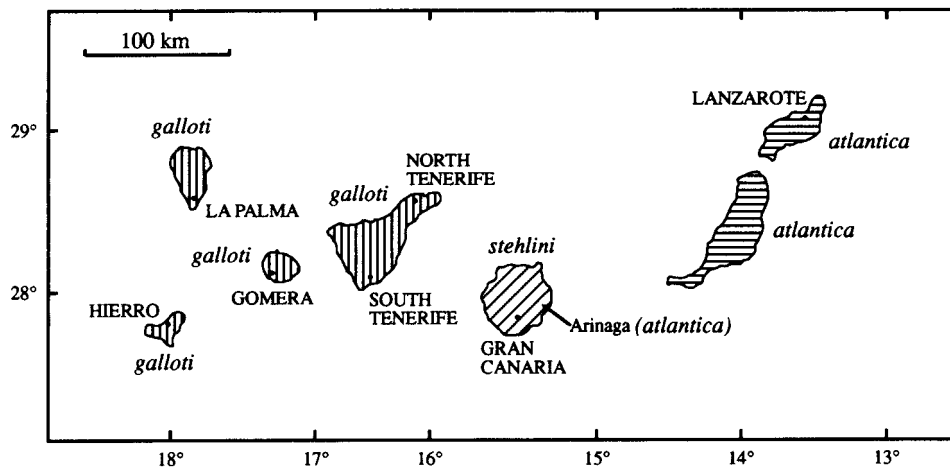 100 km
LANZAROTE
29°
galloti
atlantica
NORTH
TENERIFE
galloti
LA PALMA
atlantica
galloti
stehlini
28°
GOMERA
HIERRO
SOUTH
TENERIFE
Arinaga (atlantica)
GRAN
CANARIA
galloti
18°
17°
16°
15°
14°
13°